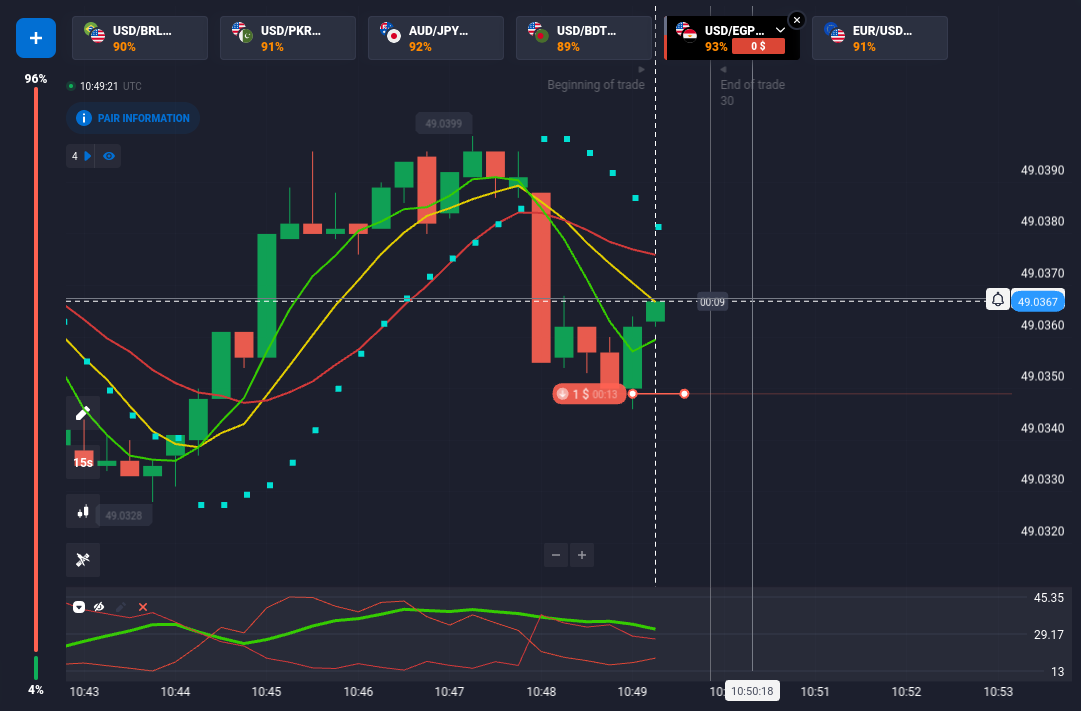 +
USD/BRL...
90%
USD/PKR...
91%
AUD/JPY...
92%
USD/BDT...
89%
USD/EGP...
93% 0 $
EUR/USD...
91%
96%
10:49:21 UTC
Beginning of trade
End of trade
30
i PAIR INFORMATION
49.0399
4
49.0390
49.0380
49.0370
00:09
49.0367
49.0360
49.0350
1 $ 00:13
49.0340
15s
49.0330
49.0328
49.0320
− +
45.35
29.17
13
4%
10:43
10:44
10:45
10:46
10:47
10:48
10:49
10:
10:50:18
10:51
10:52
10:53